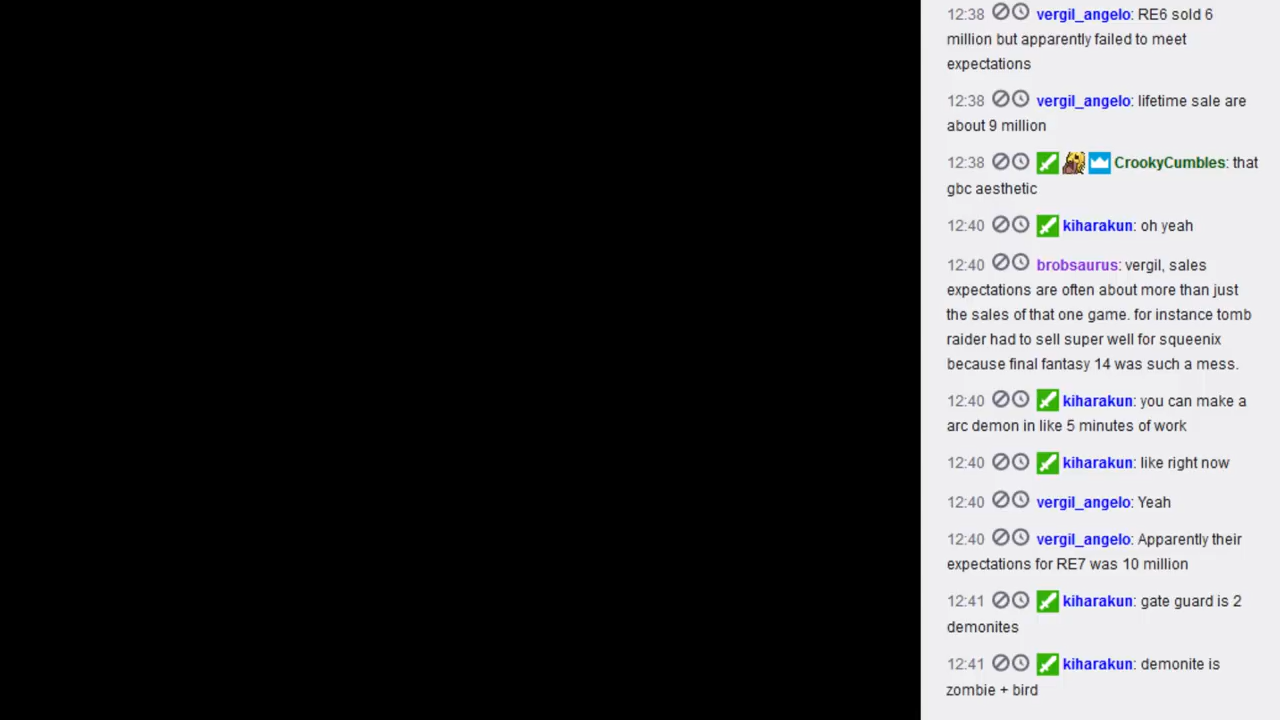 12:38 vergil_angelo: RE6 sold 6
million but apparently failed to meet
expectations
12:38 vergil_angelo: lifetime sale are
about 9 million
12:38 CrookyCumbles: that
gbc aesthetic
12:40 kiharakun: oh yeah
12:40 brobsaurus: vergil, sales
expectations are often about more than just
the sales of that one game. for instance tomb
raider had to sell super well for squeenix
because final fantasy 14 was such a mess.
12:40 kiharakun: you can make a
arc demon in like 5 minutes of work
12:40 kiharakun: like right now
12:40 vergil_angelo: Yeah
12:40 vergil_angelo: Apparently their
expectations for RE7 was 10 million
12:41 kiharakun: gate guard is 2
demonites
12:41 kiharakun: demonite is
zombie + bird